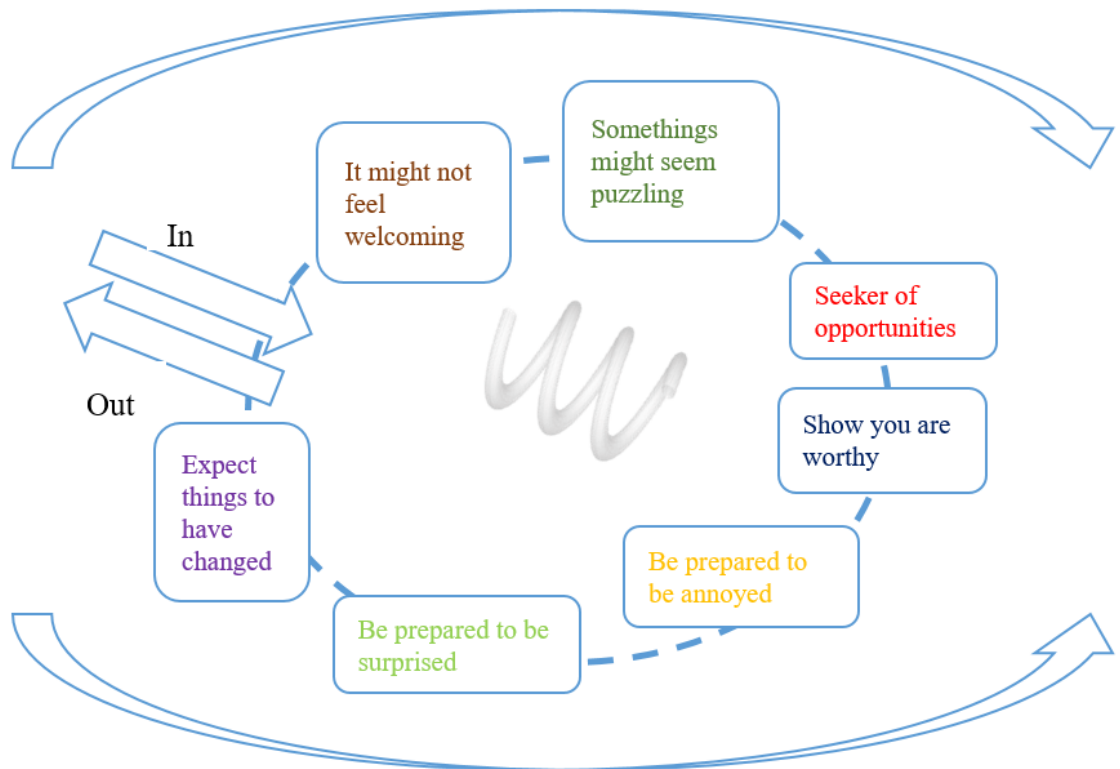 In
Out
It might not
feel
welcoming
Somethings
might seem
puzzling
Seeker of
opportunities
Show you are
worthy
Be prepared to
be annoyed
Be prepared to be
surprised
Expect
things to
have
changed